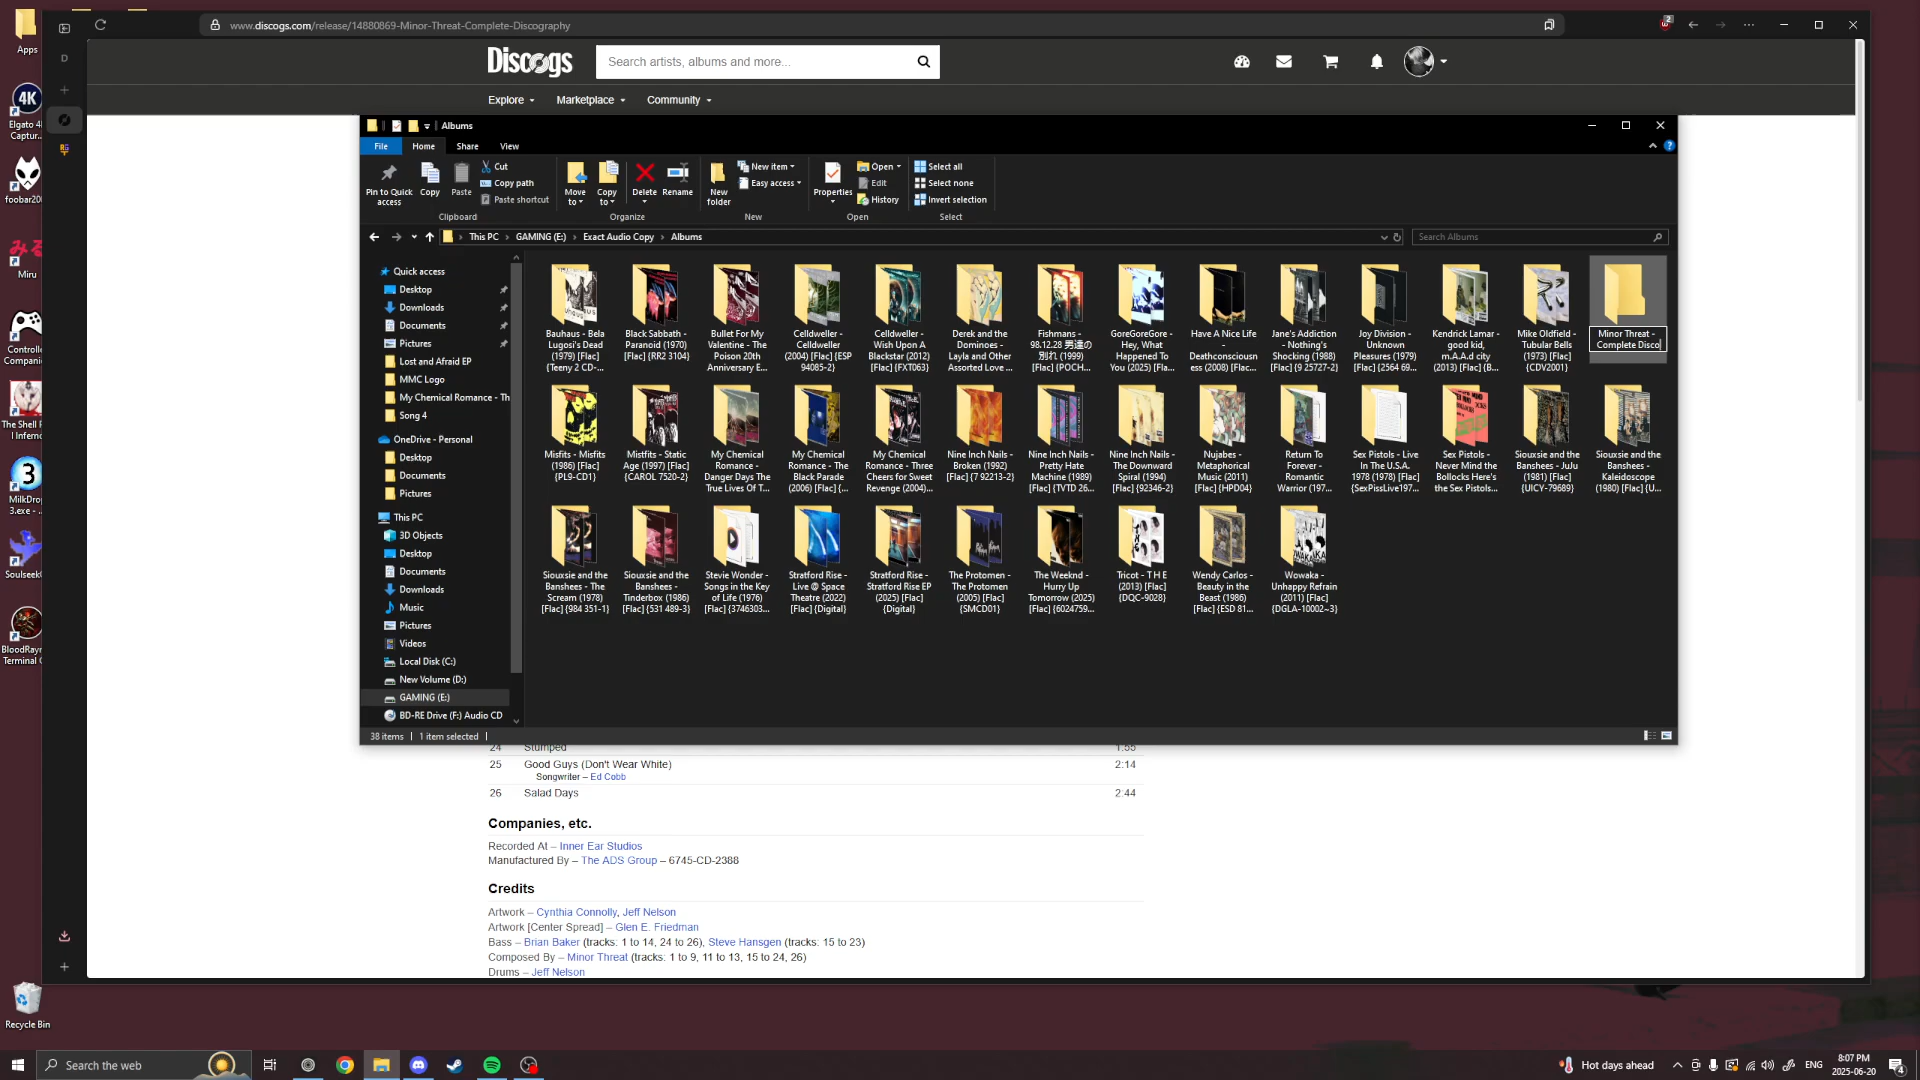 Apps
www.discogs.com/release/14880869-Minor-Threat-Complete-Discography
2
D
Discogs
Search artists, albums and more...
Explore
Marketplace
Community
4K
Elgato 4K
Captur...
foobar20
みる
Miru
Controlle
Companic
The Shell P
l Inferno
3
MilkDrop
3.exe -
Soulseek
BloodRayn
Terminal C
Recycle Bin
Albums
File
Home
Share
View
Pin to Quick
access
Copy
Paste
Cut
Copy path
Paste shortcut
Move
to
Copy
to
Delete
Rename
New
folder
New item
Easy access
Properties
Open
Edit
History
Select all
Select none
Invert selection
Clipboard
Organize
New
Open
Select
This PC
GAMING (E:)
Exact Audio Copy
Albums
Search Albums
Quick access
Desktop
Downloads
Documents
Pictures
Lost and Afraid EP
MMC Logo
My Chemical Romance - Th
Song 4
OneDrive - Personal
Desktop
Documents
Pictures
This PC
3D Objects
Desktop
Documents
Downloads
Music
Pictures
Videos
Local Disk (C:)
New Volume (D:)
GAMING (E:)
BD-RE Drive (F:) Audio CD
Bauhaus - Bela
Lugosi's Dead
(1979) [Flac]
{Teeny 2 CD-...
Black Sabbath -
Paranoid (1970)
[Flac] {RR2 3104}
Bullet For My
Valentine - The
Poison 20th
Anniversary E...
Celldweller -
Celldweller
(2004) [Flac] {ESP
94085-2}
Celldweller -
Wish Upon A
Blackstar (2012)
[Flac] {FXT063}
Derek and the
Dominoes -
Layla and Other
Assorted Love ...
Fishmans -
98.12.28 男達の
別れ (1999)
[Flac] {POCH...
GoreGoreGore -
Hey, What
Happened To
You (2025) [Fla...
Have A Nice Life
-
Deathconscioun
ess (2008) [Flac...
Jane's Addiction
- Nothing's
Shocking (1988)
[Flac] {9 25727-2}
Joy Division -
Unknown
Pleasures (1979)
[Flac] {2564 69...
Kendrick Lamar -
good kid,
m.A.A.d city
(2013) [Flac] {B...
Mike Oldfield -
Tubular Bells
(1973) [Flac]
{CDV2001}
Minor Threat -
Complete Disco
Misfits - Misfits
(1986) [Flac]
{PL9-CD1}
Mistfits - Static
Age (1997) [Flac]
{CAROL 7520-2}
My Chemical
Romance -
Danger Days The
True Lives Of T...
My Chemical
Romance - The
Black Parade
(2006) [Flac] {...
My Chemical
Romance - Three
Cheers for Sweet
Revenge (2004)...
Nine Inch Nails -
Broken (1992)
[Flac] {7 92213-2}
Nine Inch Nails -
Pretty Hate
Machine (1989)
[Flac] {TVTD 26...
Nine Inch Nails -
The Downward
Spiral (1994)
[Flac] {92346-2}
Nujabes -
Metaphorical
Music (2011)
[Flac] {HPD04}
Return To
Forever -
Romantic
Warrior (197...
Sex Pistols - Live
In The U.S.A.
1978 (1978) [Flac]
{SexPissLive197...
Sex Pistols -
Never Mind the
Bollocks Here's
the Sex Pistols...
Siouxsie and the
Banshees - JuJu
(1981) [Flac]
{UICY-79689}
Siouxsie and the
Banshees -
Kaleidoscope
(1980) [Flac] {U...
Siouxsie and the
Banshees - The
Scream (1978)
[Flac] {984 351-1}
Siouxsie and the
Banshees -
Tinderbox (1986)
[Flac] {531 489-3}
Stevie Wonder -
Songs in the Key
of Life (1976)
[Flac] {3746303...
Stratford Rise -
Live @ Space
Theatre (2022)
[Flac] {Digital}
Stratford Rise -
Stratford Rise EP
(2025) [Flac]
{Digital}
The Protomen -
The Protomen
(2005) [Flac]
{SMCD01}
The Weeknd -
Hurry Up
Tomorrow (2025)
[Flac] {6024759...
Tricot - T H E
(2013) [Flac]
{DQC-9028}
Wendy Carlos -
Beauty in the
Beast (1986)
[Flac] {ESD 81...
Wowaka -
Unhappy Refrain
(2011) [Flac]
{DGLA-10002~3}
38 items
1 item selected
24 Stumped 1:55
25 Good Guys (Don't Wear White) 2:14
Songwriter – Ed Cobb
26 Salad Days 2:44
Companies, etc.
Recorded At – Inner Ear Studios
Manufactured By – The ADS Group – 6745-CD-2388
Credits
Artwork – Cynthia Connolly, Jeff Nelson
Artwork [Center Spread] – Glen E. Friedman
Bass – Brian Baker (tracks: 1 to 14, 24 to 26), Steve Hansgen (tracks: 15 to 23)
Composed By – Minor Threat (tracks: 1 to 9, 11 to 13, 15 to 24, 26)
Drums – Jeff Nelson
Search the web
Hot days ahead
ENG
8:07 PM
2025-06-20
4